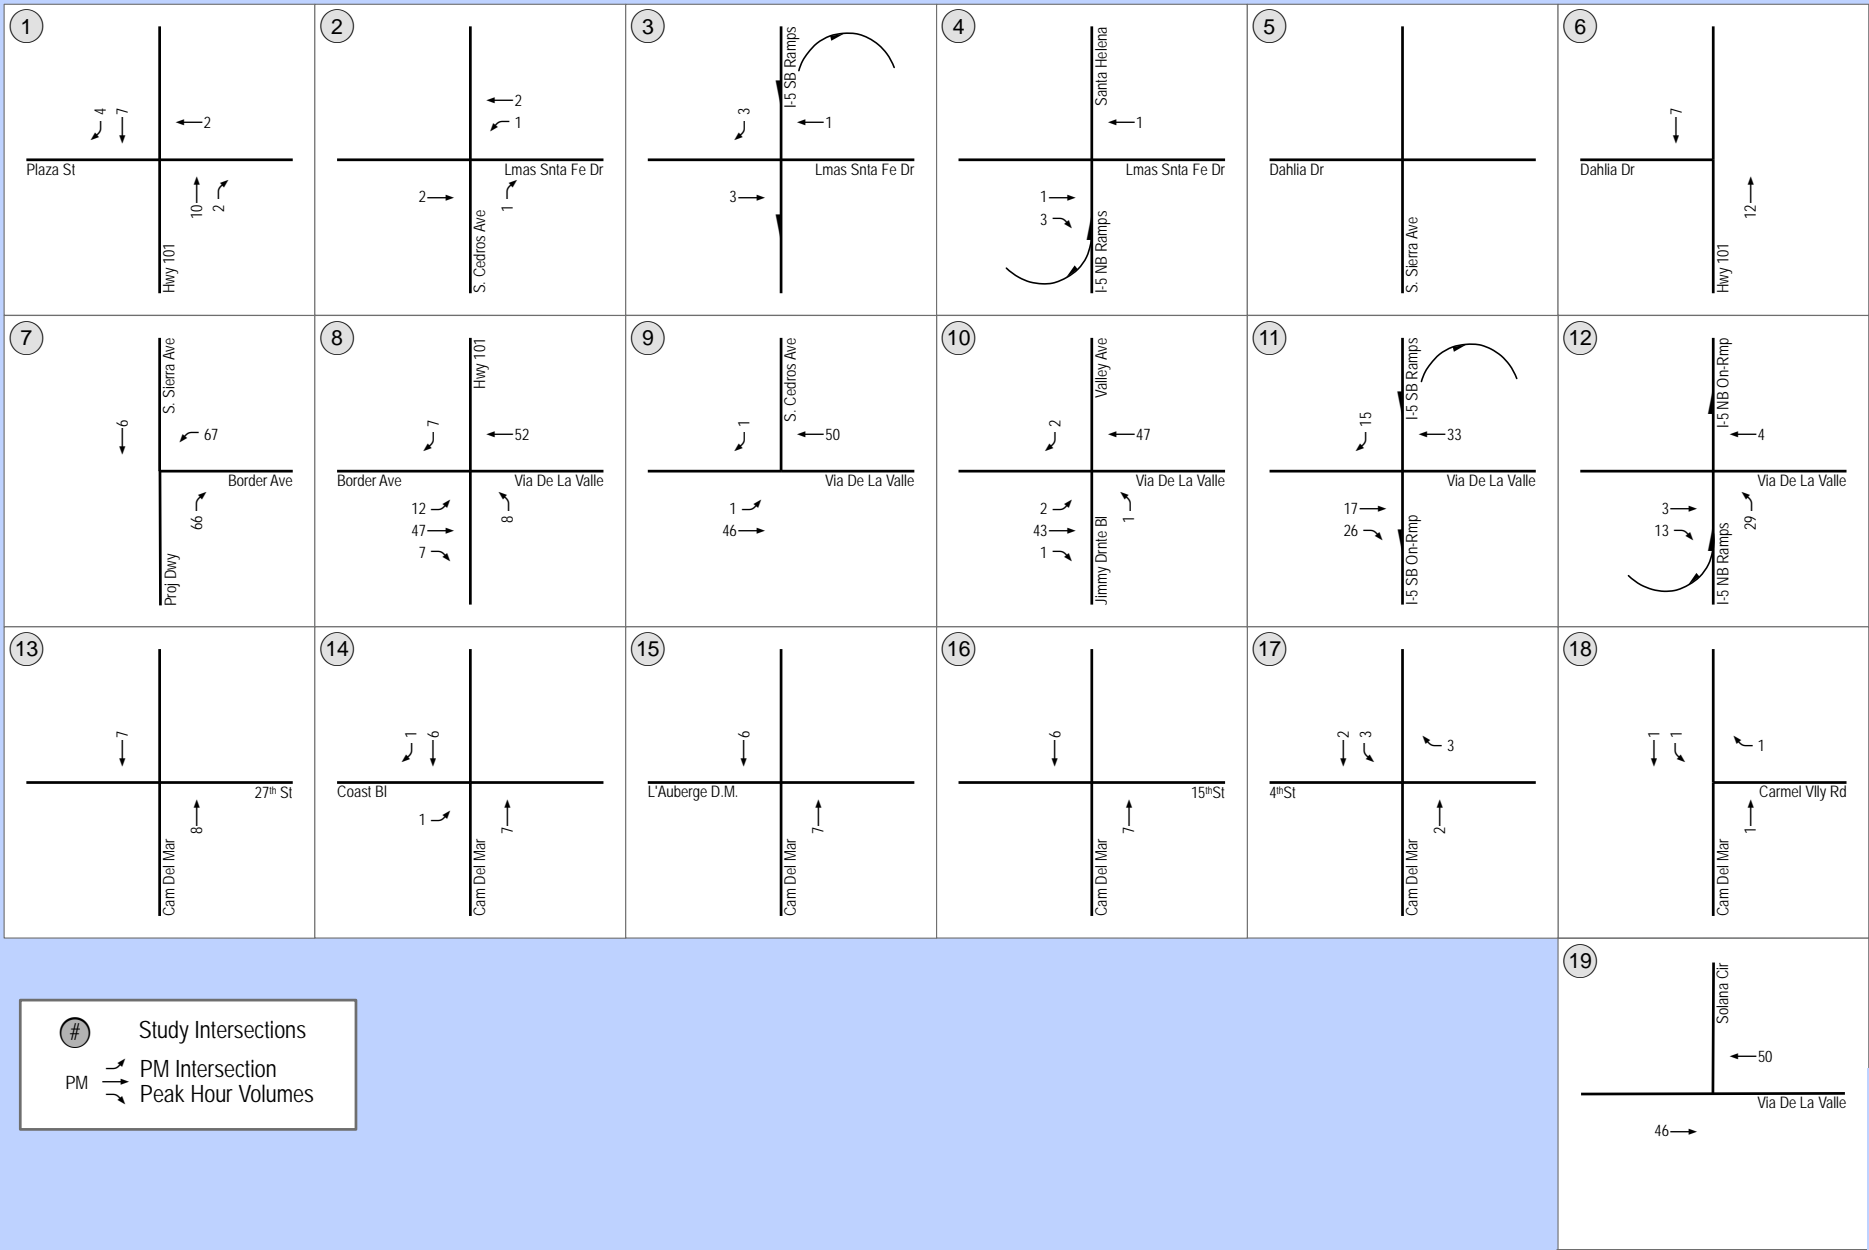 1
4
7
2
Plaza St
10
2
Hwy 101
2
2
1
Lmas Snta Fe Dr
2
1
S. Cedros Ave
3
I-5 SB Ramps
3
1
Lmas Snta Fe Dr
3
4
Santa Helena
1
Lmas Snta Fe Dr
1
3
I-5 NB Ramps
5
Dahlia Dr
S. Sierra Ave
6
7
Dahlia Dr
12
Hwy 101
7
S. Sierra Ave
6
67
Border Ave
66
Proj Dwy
8
Hwy 101
7
52
Border Ave
Via De La Valle
12
47
7
8
9
S. Cedros Ave
1
50
Via De La Valle
1
46
10
Valley Ave
2
47
Via De La Valle
2
43
1
1
Jimmy Drnte Bl
11
I-5 SB Ramps
15
33
Via De La Valle
17
26
I-5 SB On-Rmp
12
I-5 NB On-Rmp
4
Via De La Valle
3
13
29
I-5 NB Ramps
13
7
27th St
8
Cam Del Mar
14
1
6
Coast Bl
1
7
Cam Del Mar
15
6
L'Auberge D.M.
7
Cam Del Mar
16
6
15thSt
7
Cam Del Mar
17
2
3
3
4thSt
2
Cam Del Mar
18
1
1
1
Carmel Vlly Rd
1
Cam Del Mar
19
Solana Cir
50
Via De La Valle
46
# Study Intersections
PM
PM Intersection
Peak Hour Volumes